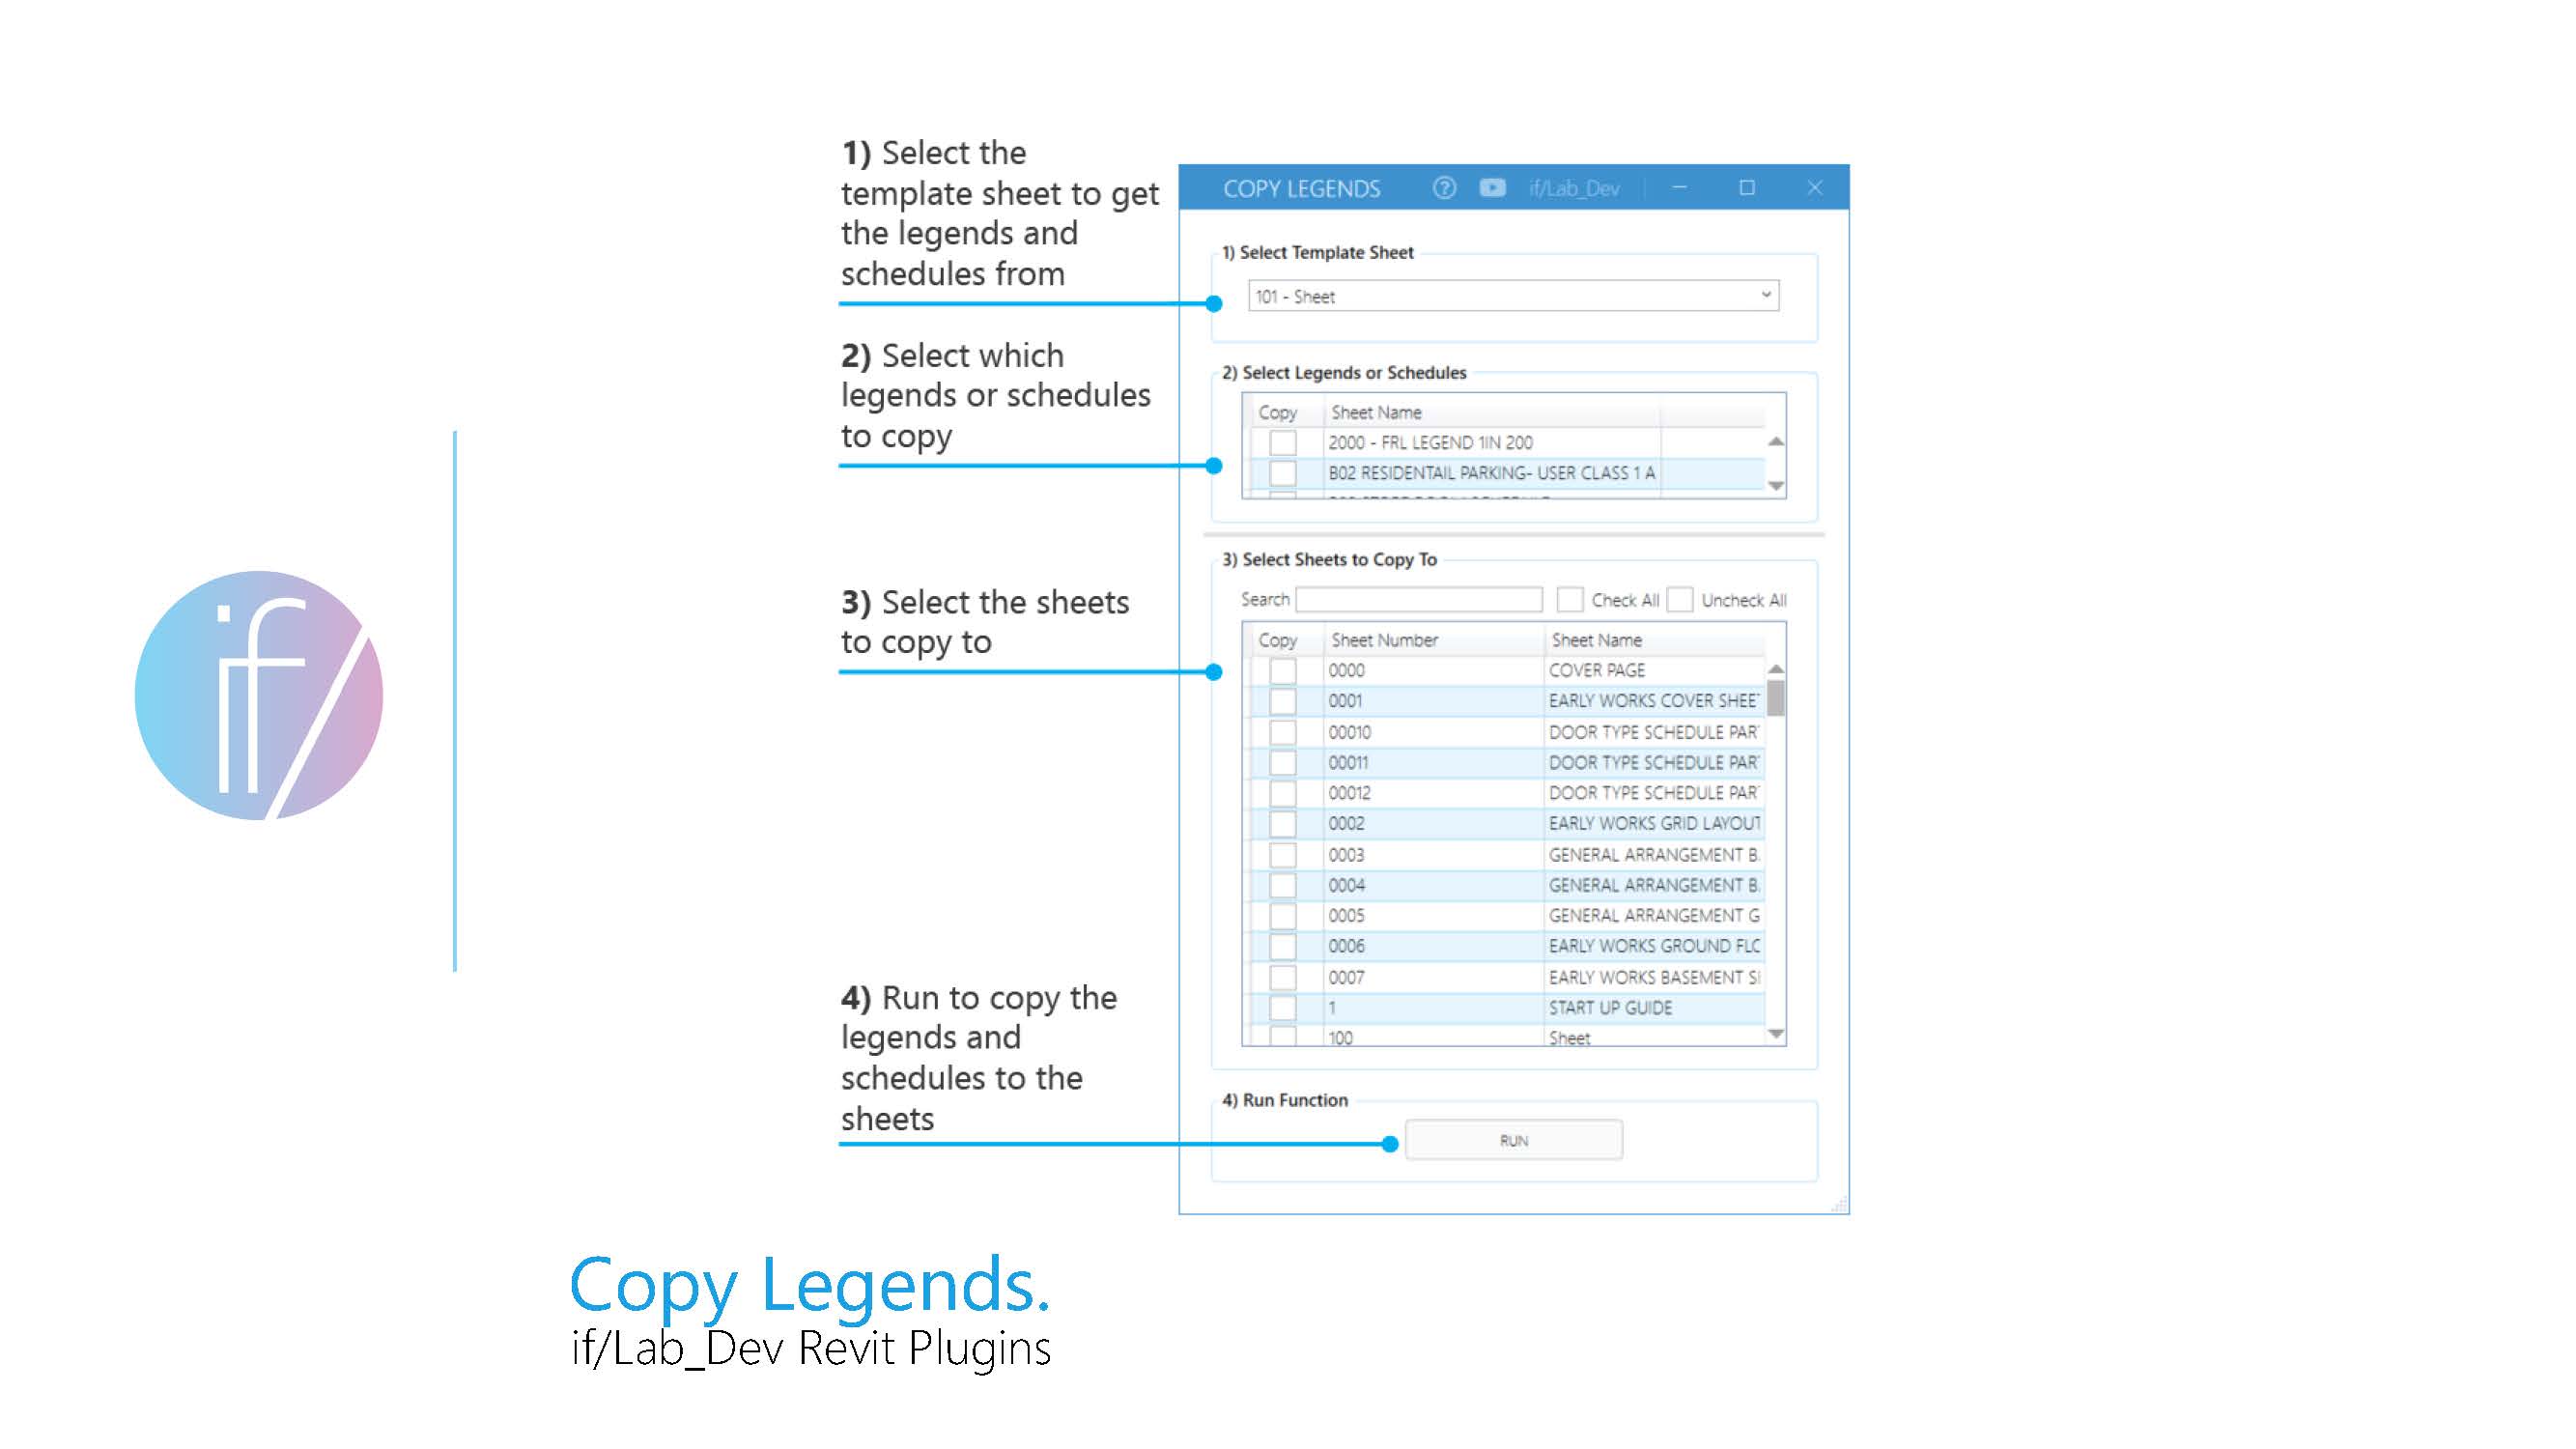 1) Select the
template sheet to get
the legends and
schedules from
2) Select which
legends or schedules
to copy
3) Select the sheets
to copy to
4) Run to copy the
legends and
schedules to the
sheets
COPY LEGENDS if/Lab_Dev
1) Select Template Sheet
101 - Sheet
2) Select Legends or Schedules
Copy Sheet Name
2000 - FRL LEGEND 1IN 200
B02 RESIDENTAIL PARKING- USER CLASS 1 A
3) Select Sheets to Copy To
Search Check All Uncheck All
Copy Sheet Number Sheet Name
0000 COVER PAGE
0001 EARLY WORKS COVER SHEE
00010 DOOR TYPE SCHEDULE PAR
00011 DOOR TYPE SCHEDULE PAR
00012 DOOR TYPE SCHEDULE PAR
0002 EARLY WORKS GRID LAYOUT
0003 GENERAL ARRANGEMENT B
0004 GENERAL ARRANGEMENT B
0005 GENERAL ARRANGEMENT G
0006 EARLY WORKS GROUND FLO
0007 EARLY WORKS BASEMENT S
1 START UP GUIDE
100 Sheet
4) Run Function
RUN
if/
Copy Legends.
if/Lab_Dev Revit Plugins